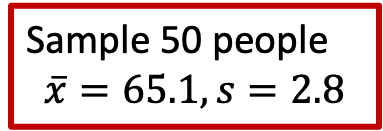 Sample 50 people
x̄ = 65.1, s = 2.8